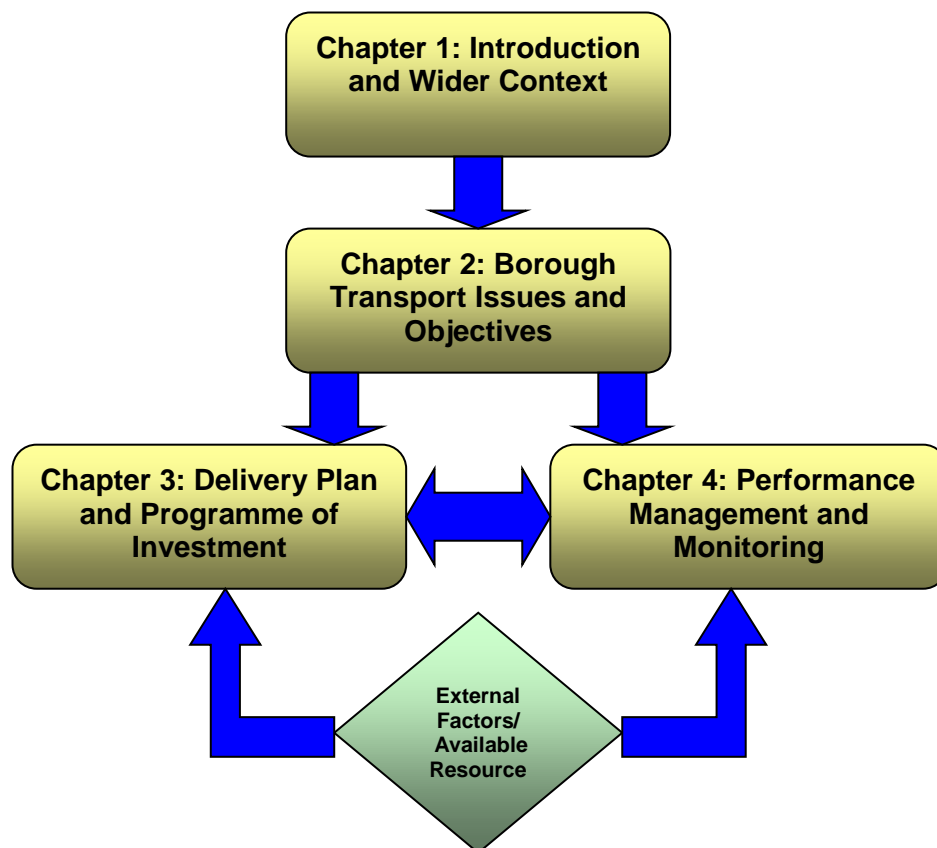 Chapter 1: Introduction
and Wider Context
Chapter 2: Borough
Transport Issues and
Objectives
Chapter 3: Delivery Plan
and Programme of
Investment
Chapter 4: Performance
Management and
Monitoring
External
Factors/
Available
Resource